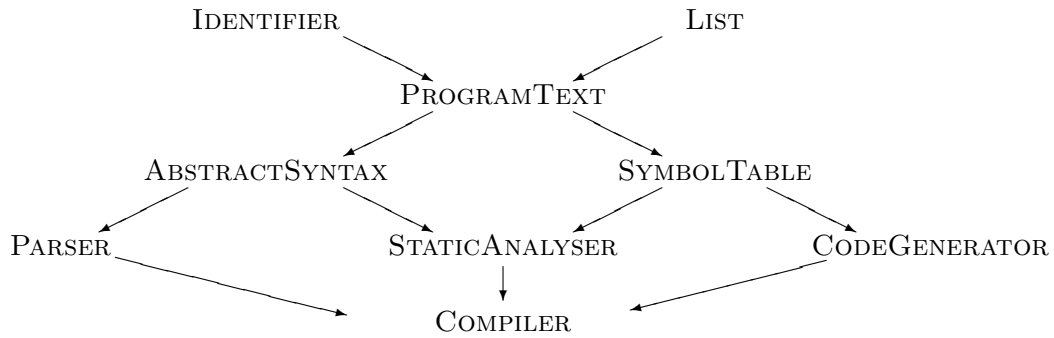 IDENTIFIER LIST
PROGRAMTEXT
ABSTRACTSYNTAX SYMBOLTABLE
PARSER STATICANALYSER CODEGENERATOR
COMPILER